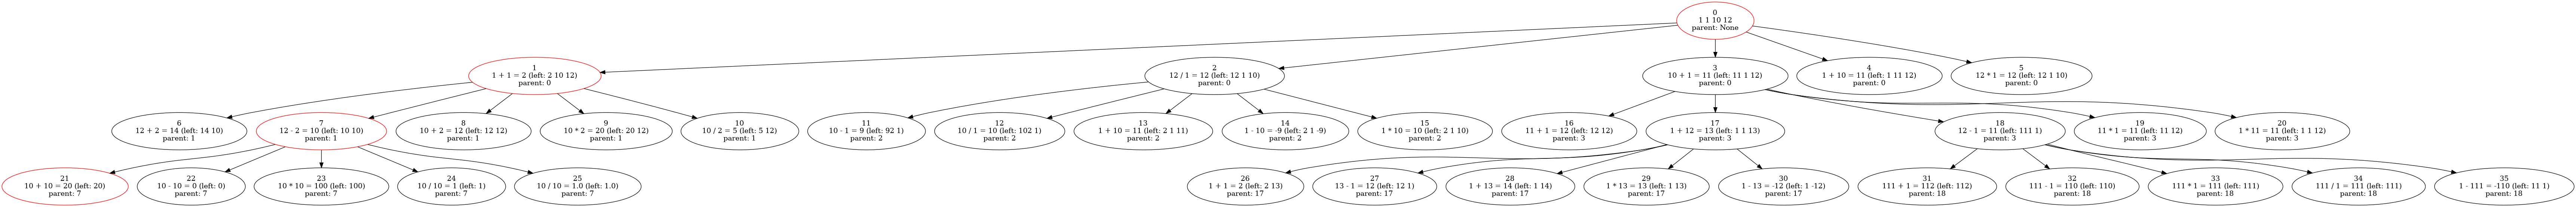 0
1 1 10 12
parent: None
1
1 + 1 = 2 (left: 2 10 12)
parent: 0
2
12 / 1 = 12 (left: 12 1 10)
parent: 0
3
10 + 1 = 11 (left: 11 1 12)
parent: 0
4
1 + 10 = 11 (left: 1 11 12)
parent: 0
5
12 * 1 = 12 (left: 12 1 10)
parent: 0
6
12 + 2 = 14 (left: 14 10)
parent: 1
7
12 - 2 = 10 (left: 10 10)
parent: 1
8
10 + 2 = 12 (left: 12 12)
parent: 1
9
10 * 2 = 20 (left: 20 12)
parent: 1
10
10 / 2 = 5 (left: 5 12)
parent: 1
11
10 - 1 = 9 (left: 92 1)
parent: 2
12
10 / 1 = 10 (left: 102 1)
parent: 2
13
1 + 10 = 11 (left: 2 1 11)
parent: 2
14
1 - 10 = -9 (left: 2 1 -9)
parent: 2
15
1 * 10 = 10 (left: 2 1 10)
parent: 2
16
11 + 1 = 12 (left: 12 12)
parent: 3
17
1 + 12 = 13 (left: 1 1 13)
parent: 3
18
12 - 1 = 11 (left: 111 1)
parent: 3
19
11 * 1 = 11 (left: 11 12)
parent: 3
20
1 * 11 = 11 (left: 1 1 12)
parent: 3
21
10 + 10 = 20 (left: 20)
parent: 7
22
10 - 10 = 0 (left: 0)
parent: 7
23
10 * 10 = 100 (left: 100)
parent: 7
24
10 / 10 = 1 (left: 1)
parent: 7
25
10 / 10 = 1.0 (left: 1.0)
parent: 7
26
1 + 1 = 2 (left: 2 13)
parent: 17
27
13 - 1 = 12 (left: 12 1)
parent: 17
28
1 + 13 = 14 (left: 1 14)
parent: 17
29
1 * 13 = 13 (left: 1 13)
parent: 17
30
1 - 13 = -12 (left: 1 -12)
parent: 17
31
111 + 1 = 112 (left: 112)
parent: 18
32
111 - 1 = 110 (left: 110)
parent: 18
33
111 * 1 = 111 (left: 111)
parent: 18
34
111 / 1 = 111 (left: 111)
parent: 18
35
1 - 111 = -110 (left: 11 1)
parent: 18